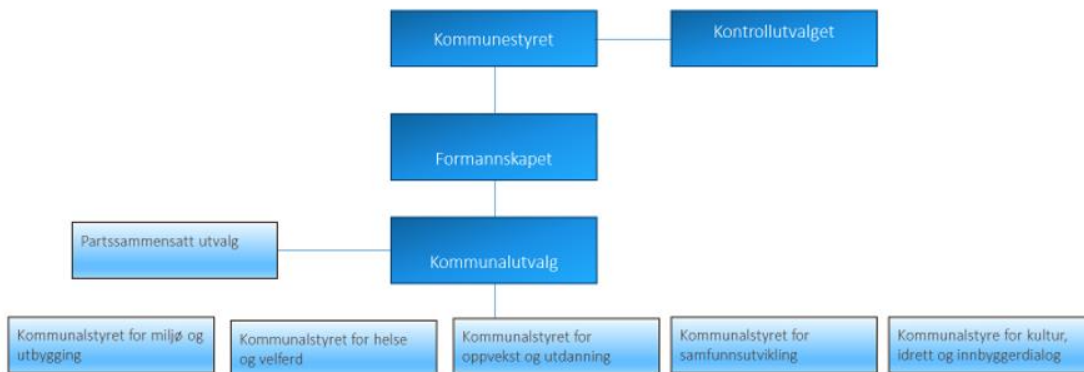 Kommunestyret
Kontrollutvalget
Formannskapet
Partssammensatt utvalg
Kommunalutvalg
Kommunalstyret for miljø og
utbygging
Kommunalstyret for helse
og velferd
Kommunalstyret for
oppvekst og utdanning
Kommunalstyret for
samfunnsutvikling
Kommunalstyre for kultur,
idrett og innbyggerdialog